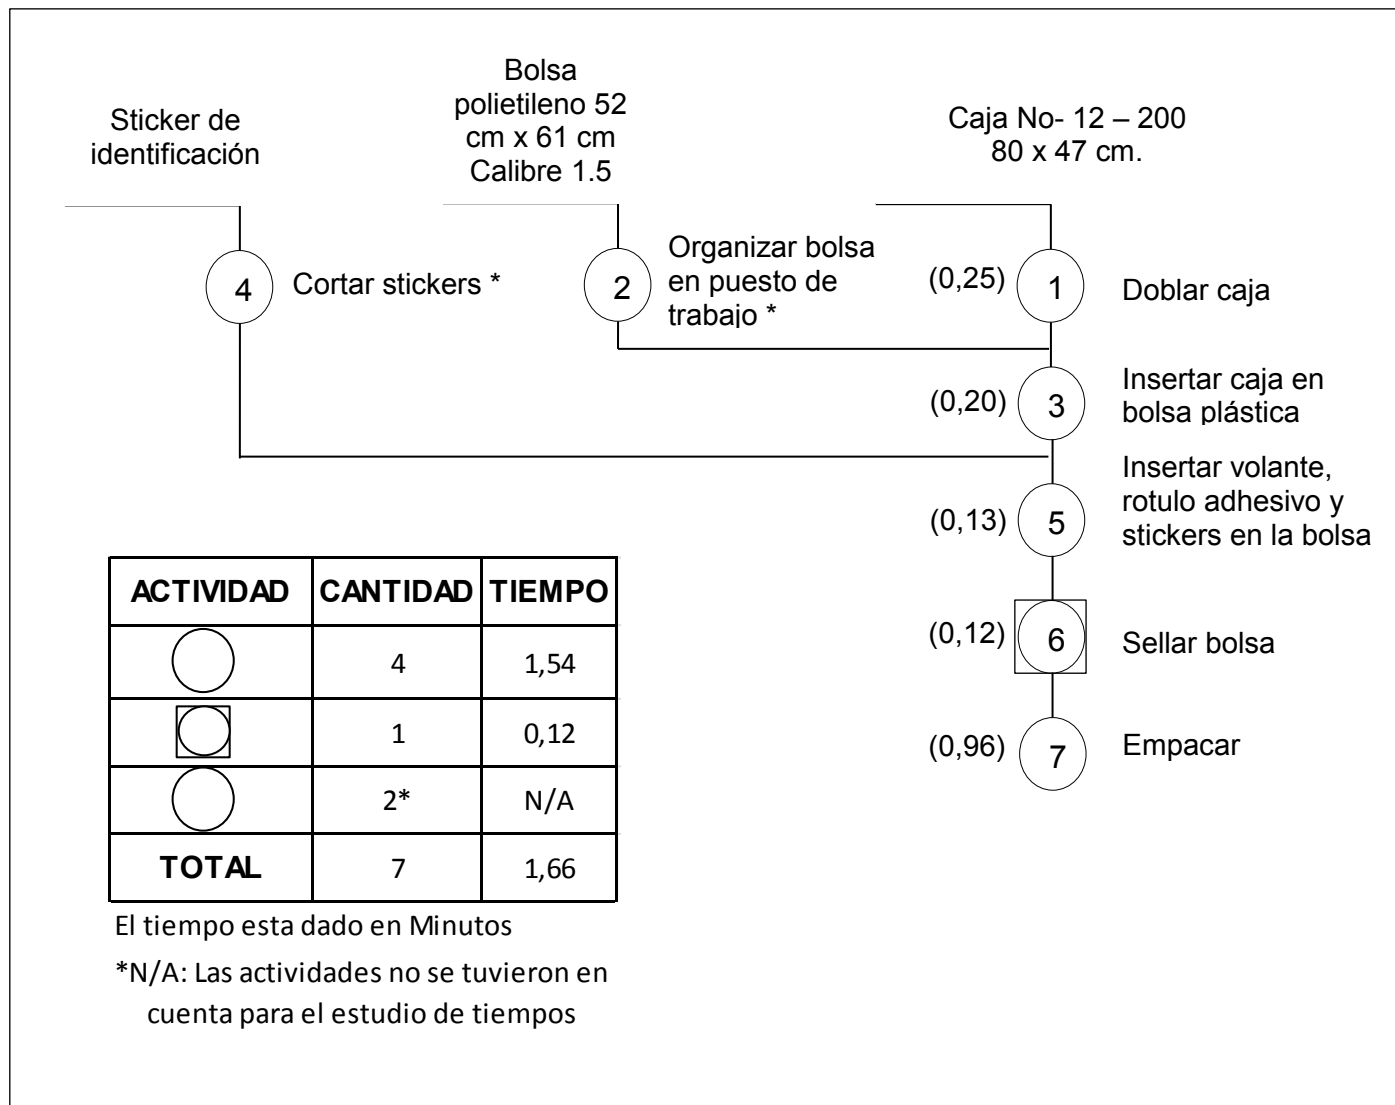 Sticker de
identificación
Bolsa
polietileno 52
cm x 61 cm
Calibre 1.5
Caja No- 12 – 200
80 x 47 cm.
4
Cortar stickers *
2
Organizar bolsa
en puesto de
trabajo *
(0,25)
1
Doblar caja
(0,20)
3
Insertar caja en
bolsa plástica
(0,13)
5
Insertar volante,
rotulo adhesivo y
stickers en la bolsa
(0,12)
6
Sellar bolsa
(0,96)
7
Empacar
ACTIVIDAD CANTIDAD TIEMPO
4 1,54
1 0,12
2* N/A
TOTAL 7 1,66
El tiempo esta dado en Minutos
*N/A: Las actividades no se tuvieron en
cuenta para el estudio de tiempos